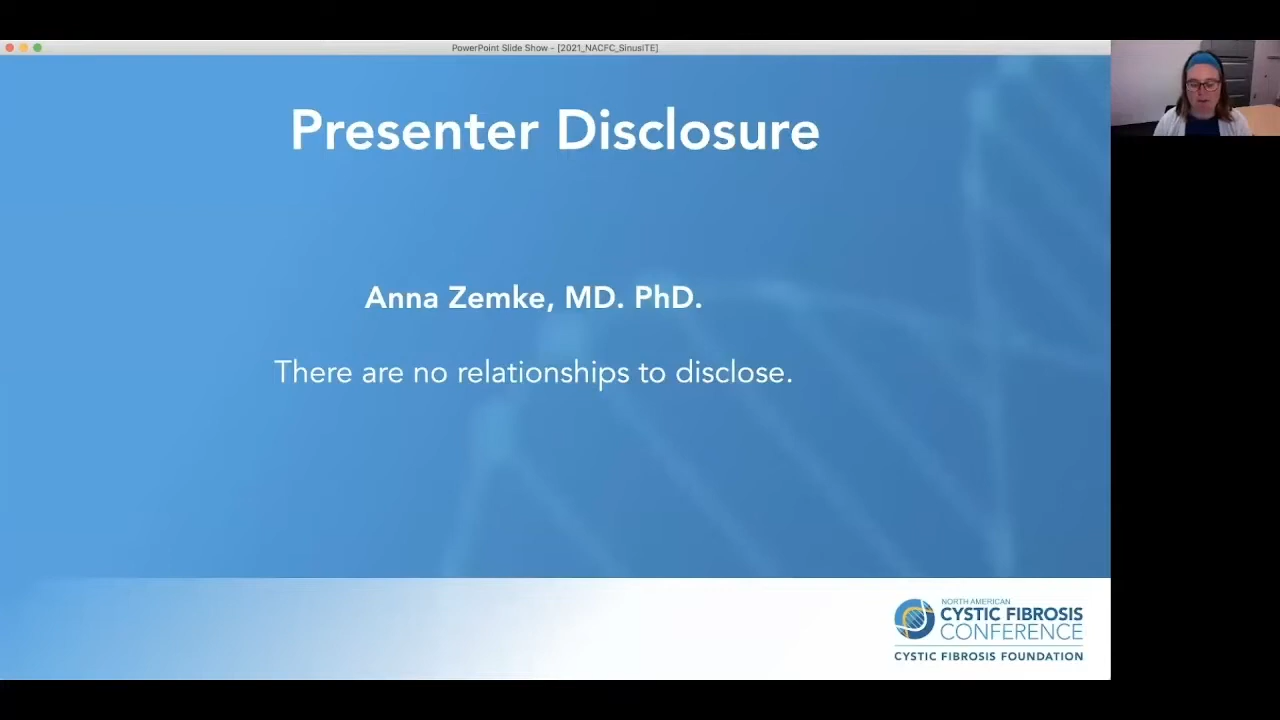 PowerPoint Slide Show - [2021_NACFC_SinusITE]
Presenter Disclosure
Anna Zemke, MD. PhD.
There are no relationships to disclose.
NORTH AMERICAN
CYSTIC FIBROSIS
CONFERENCE
CYSTIC FIBROSIS FOUNDATION